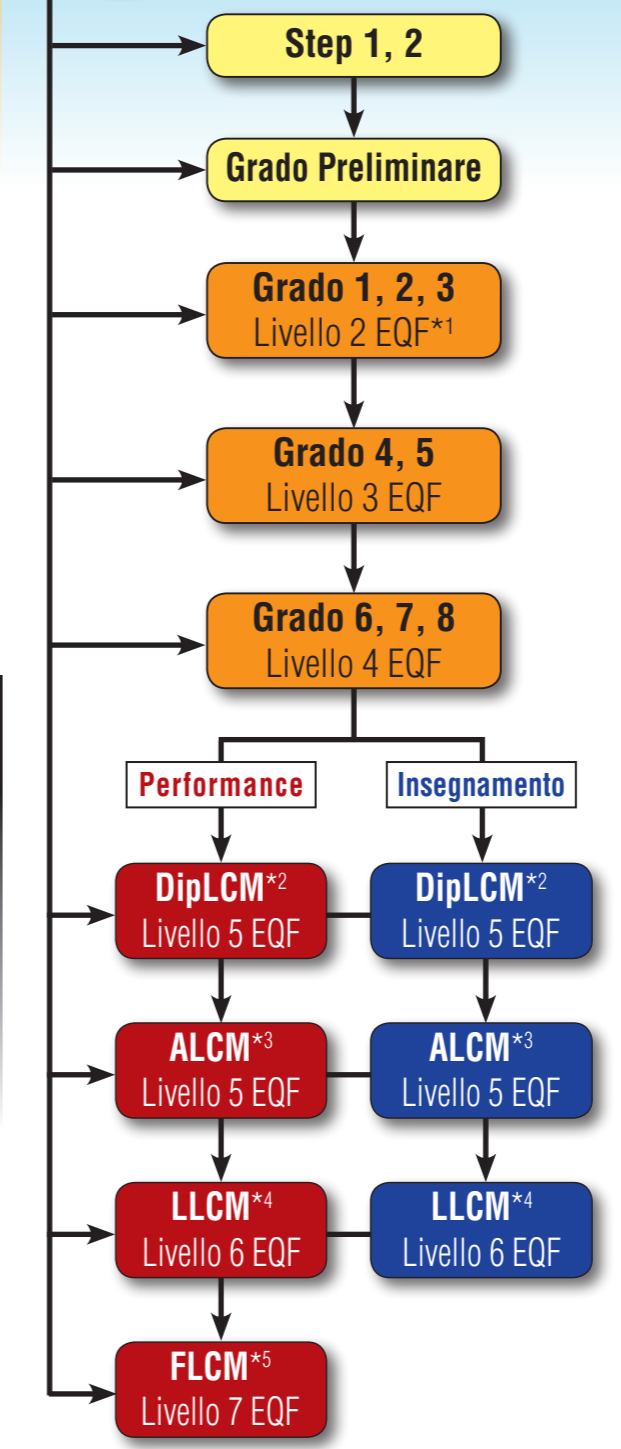 Step 1, 2
Grado Preliminare
Grado 1, 2, 3
Livello 2 EQF*1
Grado 4, 5
Livello 3 EQF
Grado 6, 7, 8
Livello 4 EQF
Performance
Insegnamento
DipLCM*2
Livello 5 EQF
DipLCM*2
Livello 5 EQF
ALCM*3
Livello 5 EQF
ALCM*3
Livello 5 EQF
LLCM*4
Livello 6 EQF
LLCM*4
Livello 6 EQF
FLCM*5
Livello 7 EQF